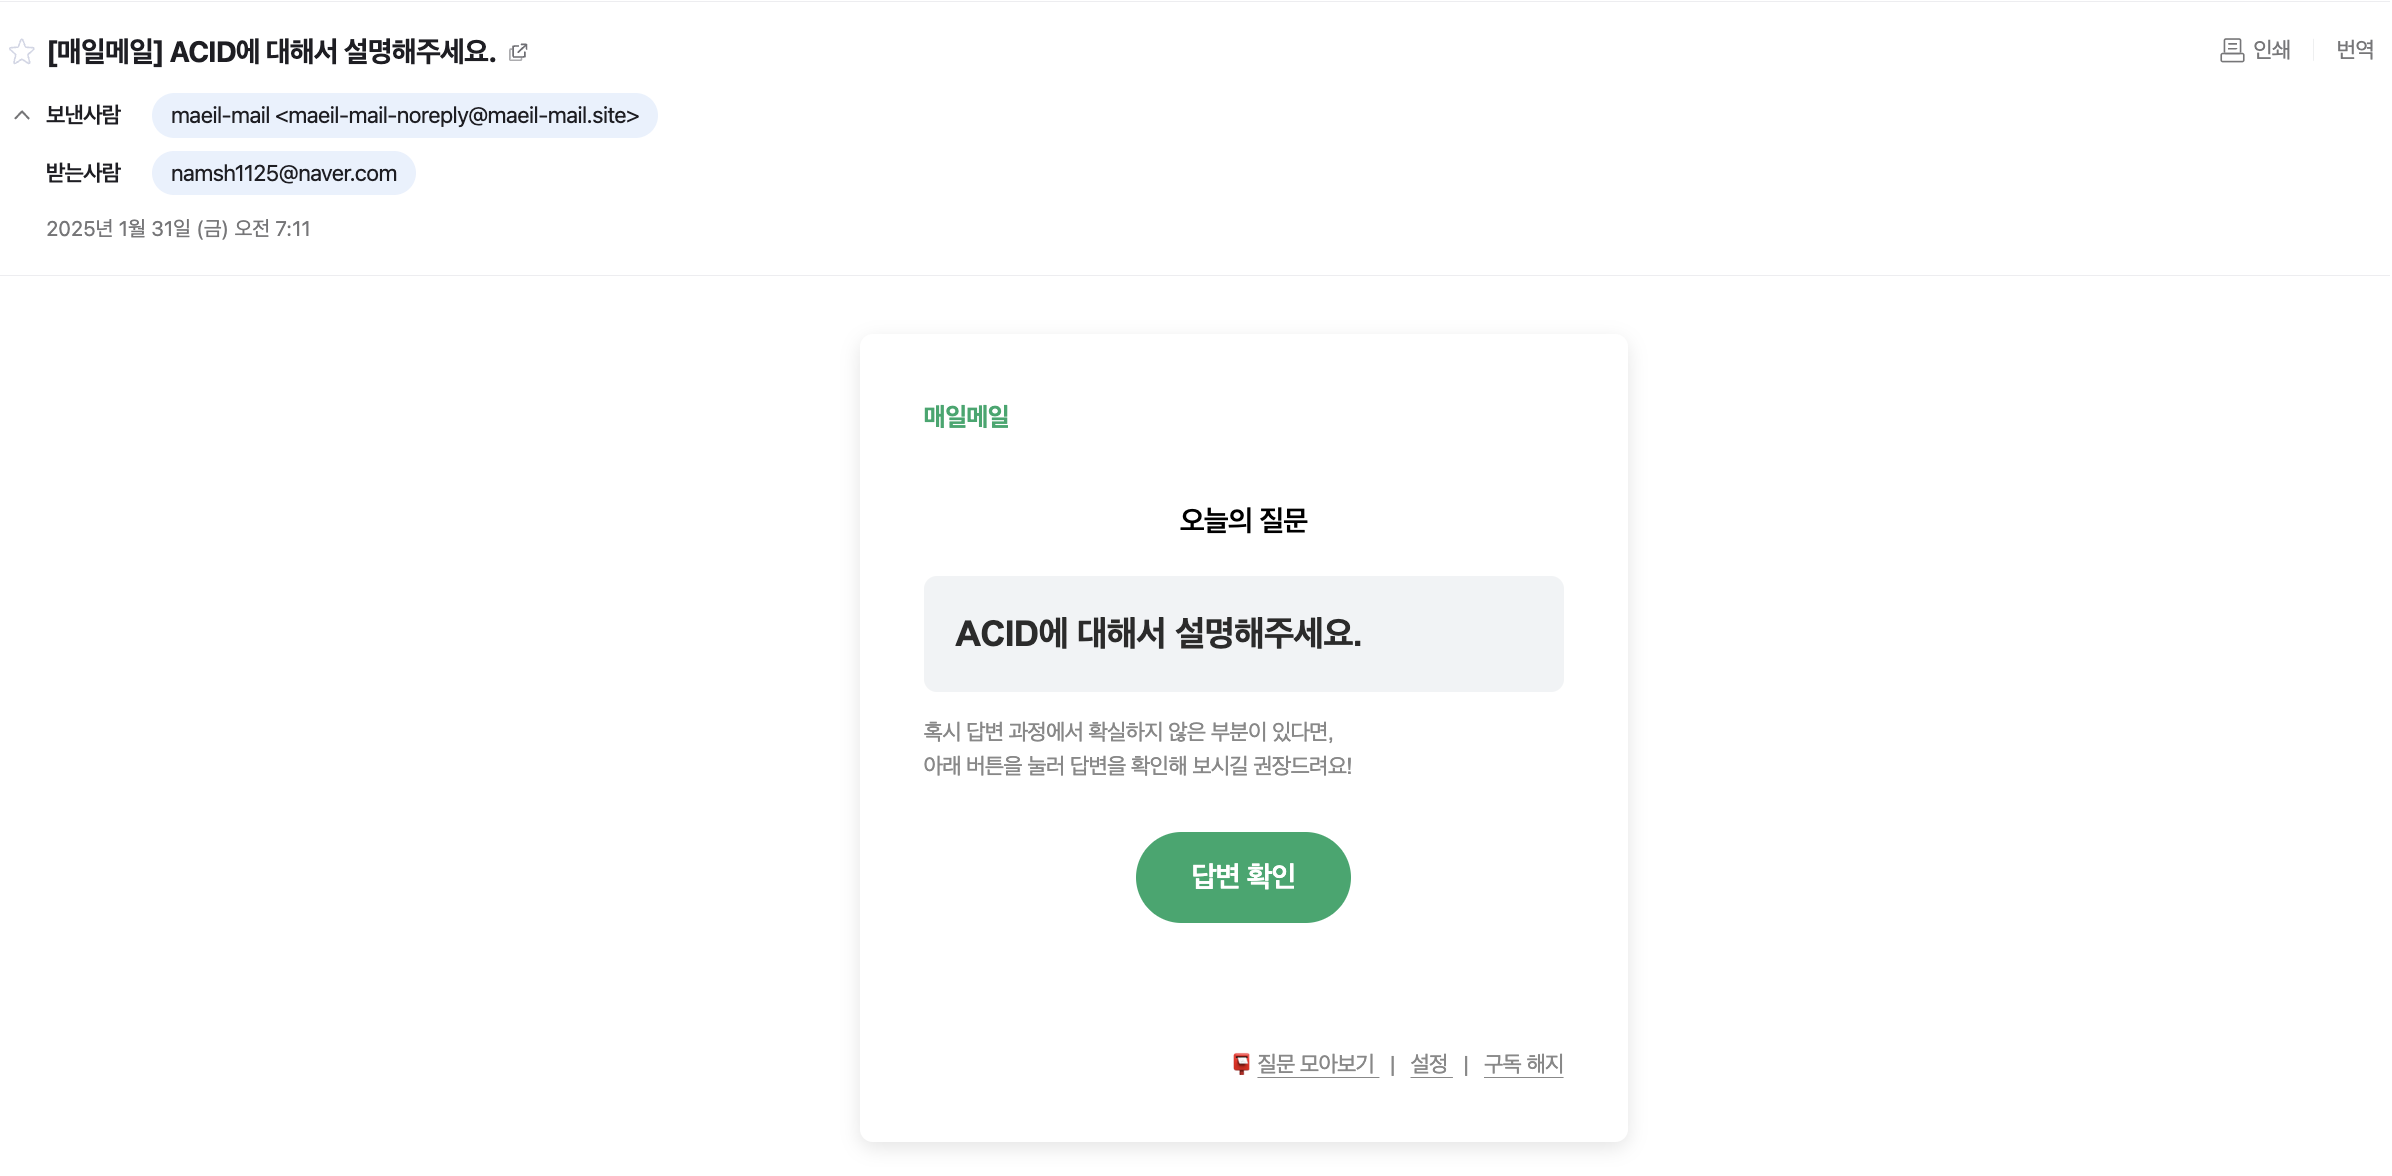 [매일메일] ACID에 대해서 설명해주세요.
인쇄 번역
보낸사람 maeil-mail <maeil-mail-noreply@maeil-mail.site>
받는사람 namsh1125@naver.com
2025년 1월 31일 (금) 오전 7:11
매일메일
오늘의 질문
ACID에 대해서 설명해주세요.
혹시 답변 과정에서 확실하지 않은 부분이 있다면,
아래 버튼을 눌러 답변을 확인해 보시길 권장드려요!
답변 확인
질문 모아보기 | 설정 | 구독 해지